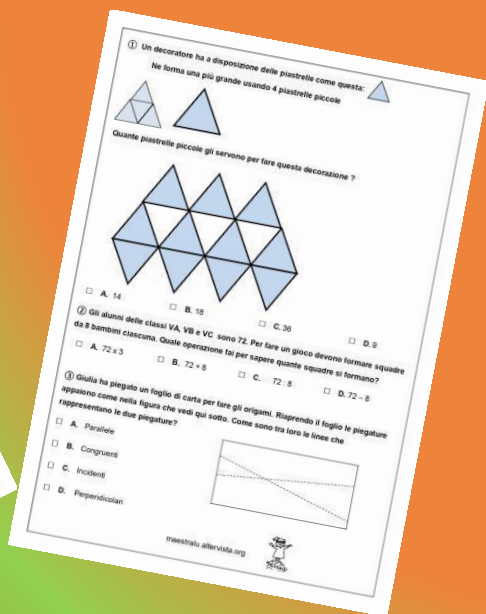 ① Un decoratore ha a disposizione delle piastrelle come questa:
Ne forma una più grande usando 4 piastrelle piccole
Quante piastrelle piccole gli servono per fare questa decorazione ?
A. 14
B. 18
C. 36
D. 9
② Gli alunni delle classi VA, VB e VC sono 72. Per fare un gioco devono formare squadre
da 8 bambini ciascuna. Quale operazione fai per sapere quante squadre si formano?
A. 72 x 3
B. 72 + 8
C. 72 : 8
D. 72 – 8
③ Giulia ha piegato un foglio di carta per fare gli origami. Riaprendo il foglio le piegature
appaiono come nella figura che vedi qui sotto. Come sono tra loro le linee che
rappresentano le due piegature?
A. Parallele
B. Congruenti
C. Incidenti
D. Perpendicolari
maestralu.altervista.org